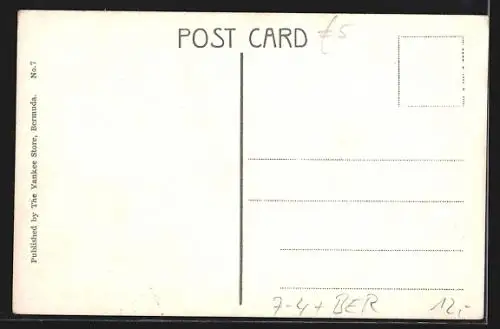 POST CARD £5
Published by The Yankee Store, Bermuda. No. 7
7-4+ BER 12,-